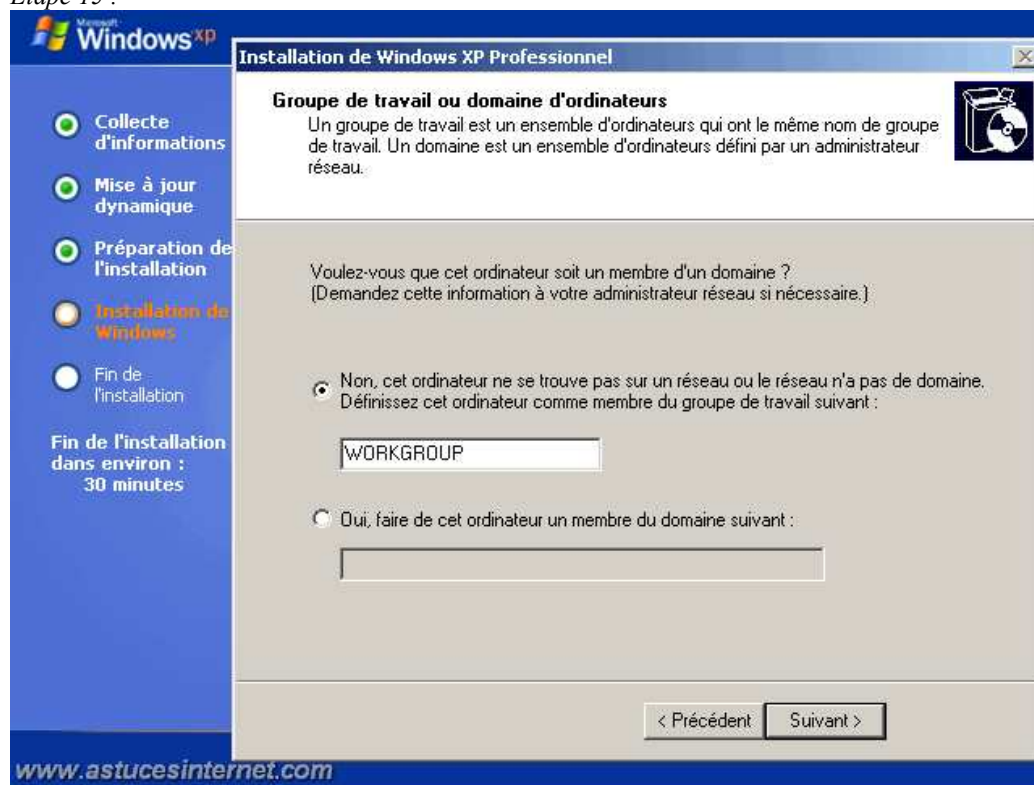 Etape 15 :
Microsoft
Windows xp
Installation de Windows XP Professionnel
Groupe de travail ou domaine d'ordinateurs
Un groupe de travail est un ensemble d'ordinateurs qui ont le même nom de groupe
de travail. Un domaine est un ensemble d'ordinateurs défini par un administrateur
réseau.
Collecte
d'informations
Mise à jour
dynamique
Préparation de
l'installation
Installation de
Windows
Fin de
l'installation
Fin de l'installation
dans environ :
30 minutes
Voulez-vous que cet ordinateur soit un membre d'un domaine ?
(Demandez cette information à votre administrateur réseau si nécessaire.)
Non, cet ordinateur ne se trouve pas sur un réseau ou le réseau n'a pas de domaine.
Définissez cet ordinateur comme membre du groupe de travail suivant :
WORKGROUP
Oui, faire de cet ordinateur un membre du domaine suivant :
< Précédent
Suivant >
www.astucesinternet.com